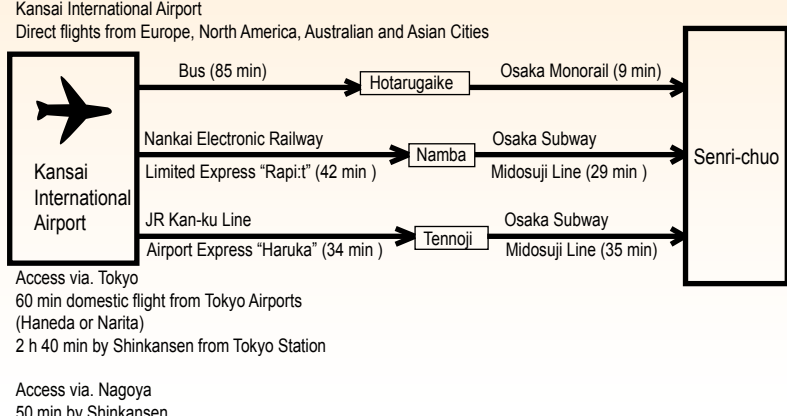 Kansai International Airport
Direct flights from Europe, North America, Australian and Asian Cities
Bus (85 min)
Hotarugaike
Osaka Monorail (9 min)
Nankai Electronic Railway
Limited Express “Rapi:t” (42 min )
Namba
Osaka Subway
Midosuji Line (29 min )
JR Kan-ku Line
Airport Express “Haruka” (34 min )
Tennoji
Osaka Subway
Midosuji Line (35 min)
Kansai
International
Airport
Senri-chuo
Access via. Tokyo
60 min domestic flight from Tokyo Airports
(Haneda or Narita)
2 h 40 min by Shinkansen from Tokyo Station
Access via. Nagoya
50 min by Shinkansen